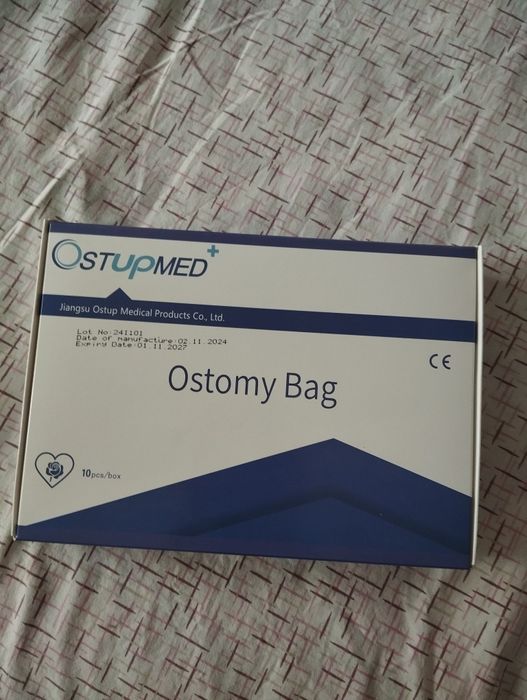 OSTUPMED+
Jiangsu Ostup Medical Products Co., Ltd.
Lot No:241101
Date of manufacture:02.11.2024
Expiry Date:01.11.2027
CE
Ostomy Bag
10pcs/box